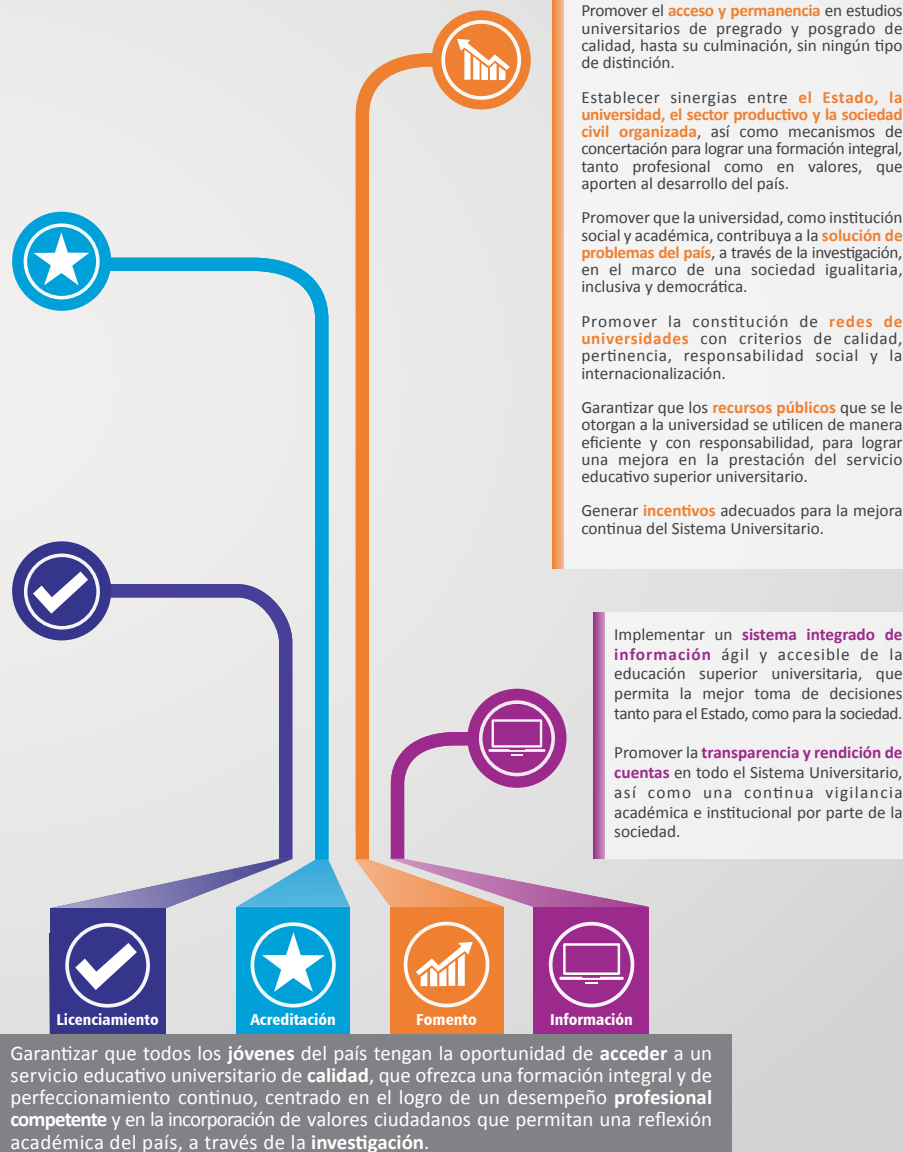 Promover el acceso y permanencia en estudios
universitarios de pregrado y posgrado de
calidad, hasta su culminación, sin ningún tipo
de distinción.
Establecer sinergias entre el Estado, la
universidad, el sector productivo y la sociedad
civil organizada, así como mecanismos de
concertación para lograr una formación integral,
tanto profesional como en valores, que
aporten al desarrollo del país.
Promover que la universidad, como institución
social y académica, contribuya a la solución de
problemas del país, a través de la investigación,
en el marco de una sociedad igualitaria,
inclusiva y democrática.
Promover la constitución de redes de
universidades con criterios de calidad,
pertinencia, responsabilidad social y la
internacionalización.
Garantizar que los recursos públicos que se le
otorgan a la universidad se utilicen de manera
eficiente y con responsabilidad, para lograr
una mejora en la prestación del servicio
educativo superior universitario.
Generar incentivos adecuados para la mejora
continua del Sistema Universitario.
Implementar un sistema integrado de
información ágil y accesible de la
educación superior universitaria, que
permita la mejor toma de decisiones
tanto para el Estado, como para la sociedad.
Promover la transparencia y rendición de
cuentas en todo el Sistema Universitario,
así como una continua vigilancia
académica e institucional por parte de la
sociedad.
Licenciamiento
Acreditación
Fomento
Información
Garantizar que todos los jóvenes del país tengan la oportunidad de acceder a un
servicio educativo universitario de calidad, que ofrezca una formación integral y de
perfeccionamiento continuo, centrado en el logro de un desempeño profesional
competente y en la incorporación de valores ciudadanos que permitan una reflexión
académica del país, a través de la investigación.